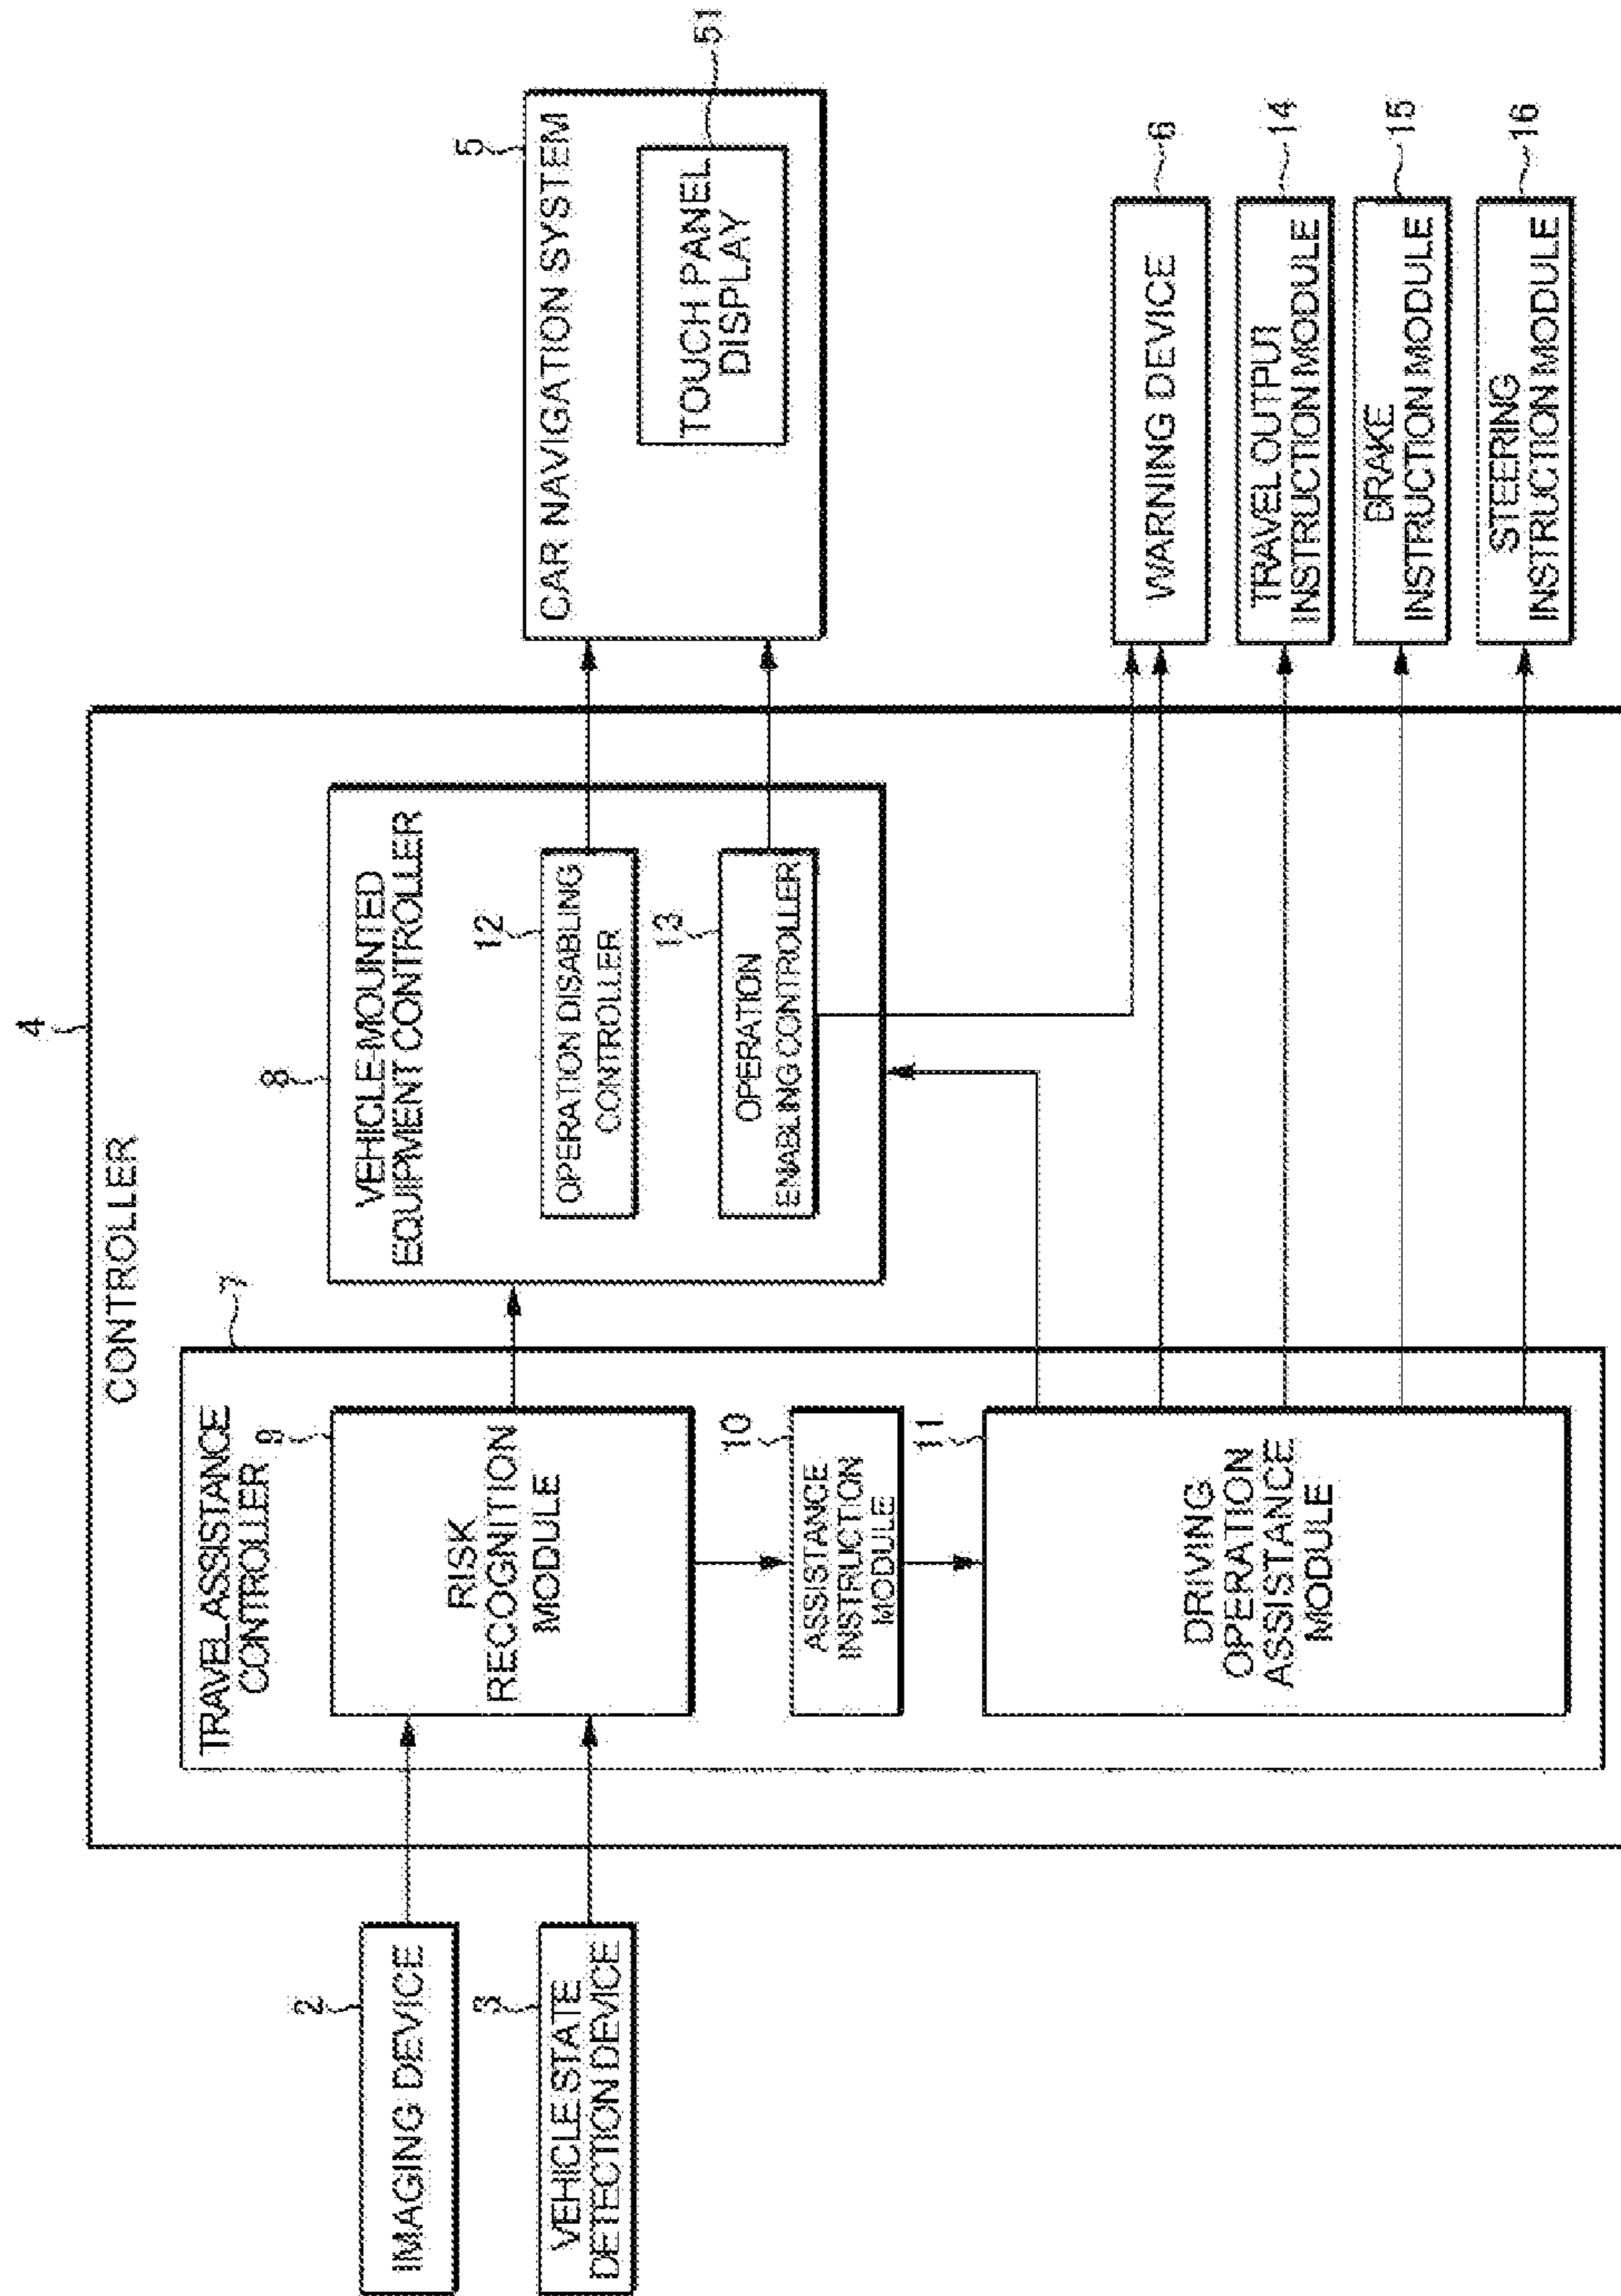 4
CONTROLLER
7
TRAVEL ASSISTANCE
CONTROLLER
2
IMAGING DEVICE
3
VEHICLE STATE
DETECTION DEVICE
9
RISK
RECOGNITION
MODULE
10
ASSISTANCE
INSTRUCTION
MODULE
11
DRIVING
OPERATION
ASSISTANCE
MODULE
8
VEHICLE-MOUNTED
EQUIPMENT CONTROLLER
12
OPERATION DISABLING
CONTROLLER
13
OPERATION
ENABLING CONTROLLER
5
CAR NAVIGATION SYSTEM
51
TOUCH PANEL
DISPLAY
WARNING DEVICE
6
TRAVEL OUTPUT
INSTRUCTION MODULE
14
BRAKE
INSTRUCTION MODULE
15
STEERING
INSTRUCTION MODULE
16